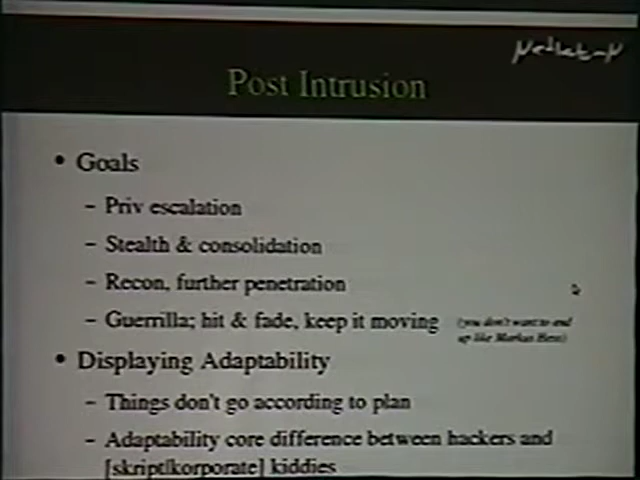 Post Intrusion
• Goals
– Priv escalation
– Stealth & consolidation
– Recon, further penetration
– Guerrilla; hit & fade, keep it moving
(you don't want to end
up like Markus Hess)
• Displaying Adaptability
– Things don't go according to plan
– Adaptability core difference between hackers and
[skript|korporate] kiddies